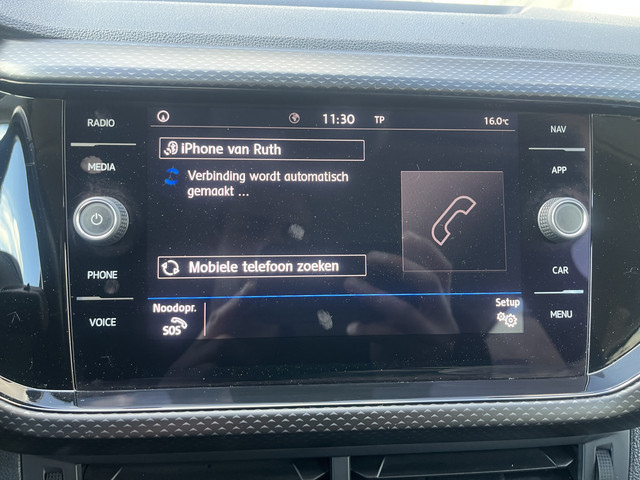 RADIO
MEDIA
PHONE
VOICE
11:30 TP 16.0°C
iPhone van Ruth
Verbinding wordt automatisch
gemaakt ...
Mobiele telefoon zoeken
Noodopr.
SOS
Setup
NAV
APP
CAR
MENU